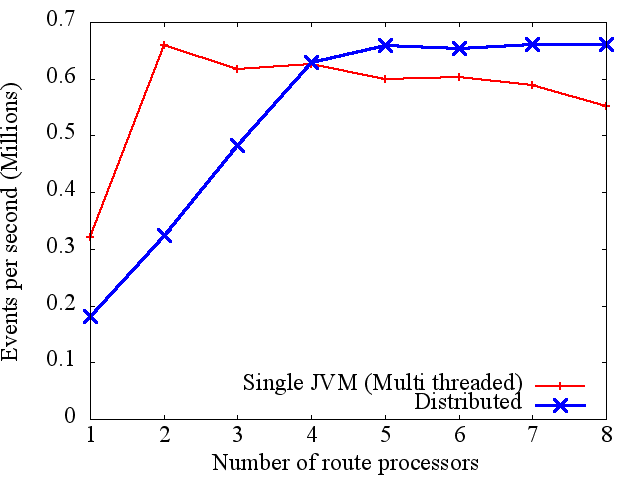 0.7
0.6
0.5
0.4
0.3
0.2
0.1
0
Events per second (Millions)
Single JVM (Multi threaded)
Distributed
1 2 3 4 5 6 7 8
Number of route processors